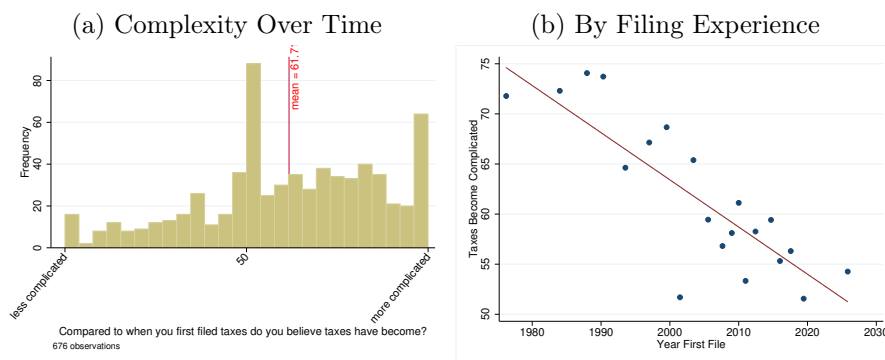 (a) Complexity Over Time
(b) By Filing Experience
Frequency
80
60
40
20
0
mean = 61.7
less complicated
50
more complicated
Compared to when you first filed taxes do you believe taxes have become?
676 observations
Taxes Become Complicated
75
70
65
60
55
50
1980
1990
2000
2010
2020
2030
Year First File